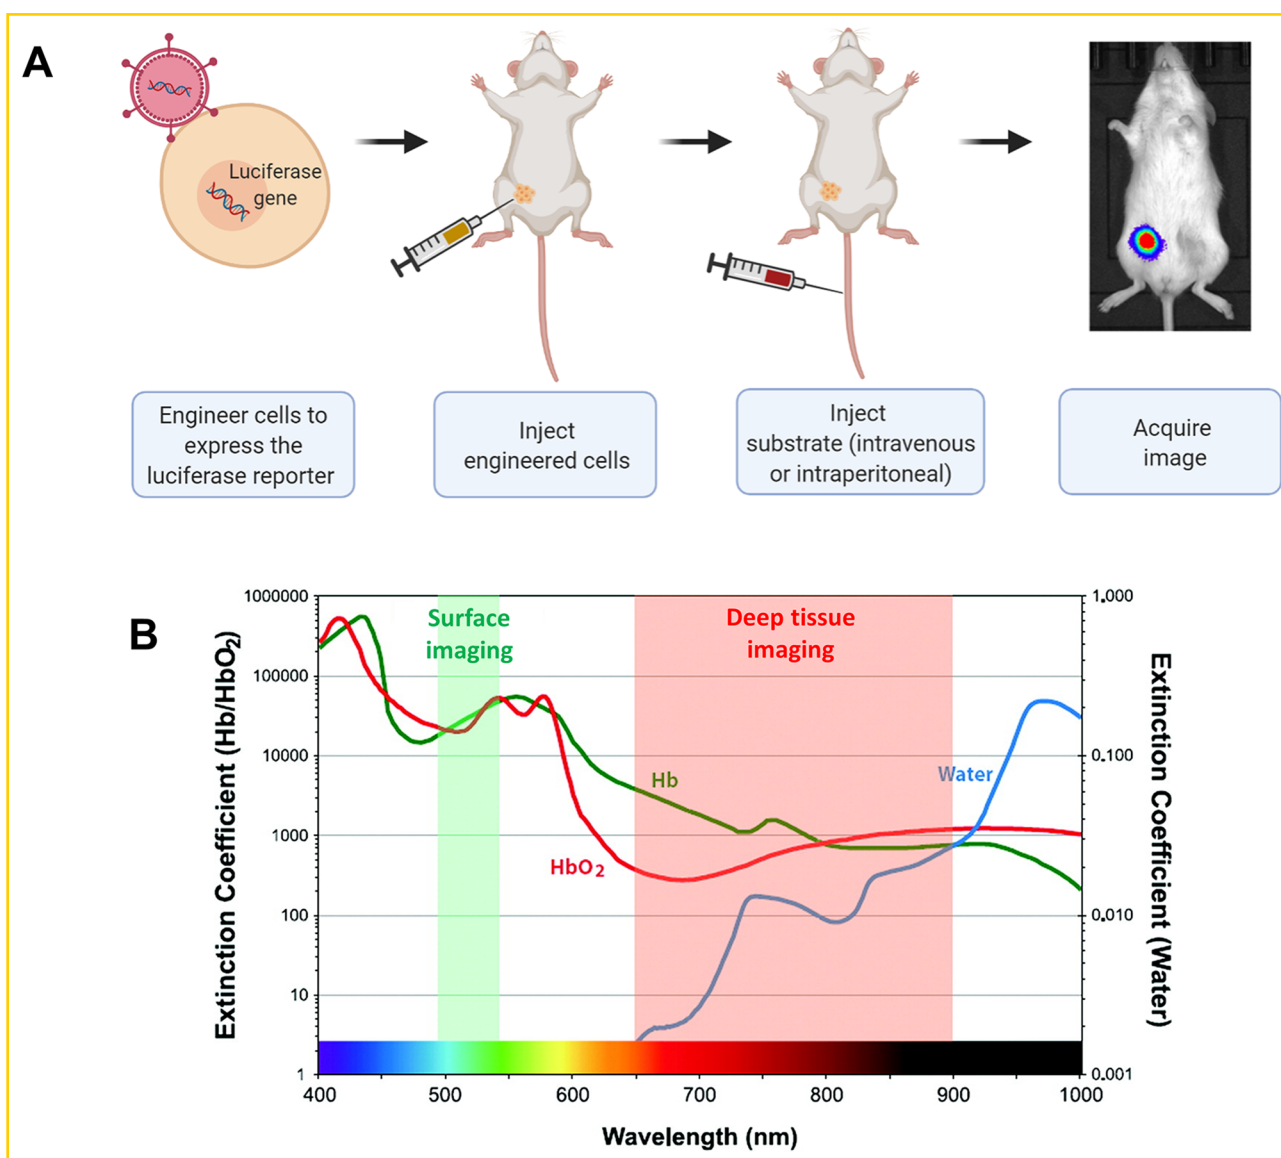 A
Luciferase
gene
Engineer cells to
express the
luciferase reporter
Inject
engineered cells
Inject
substrate (intravenous
or intraperitoneal)
Acquire
image
B
Extinction Coefficient (Hb/HbO2)
1000000
100000
10000
1000
100
10
1
Surface
imaging
Deep tissue
imaging
Hb
HbO2
Water
1.000
0.100
0.010
0.001
Extinction Coefficient (Water)
400
500
600
700
800
900
1000
Wavelength (nm)